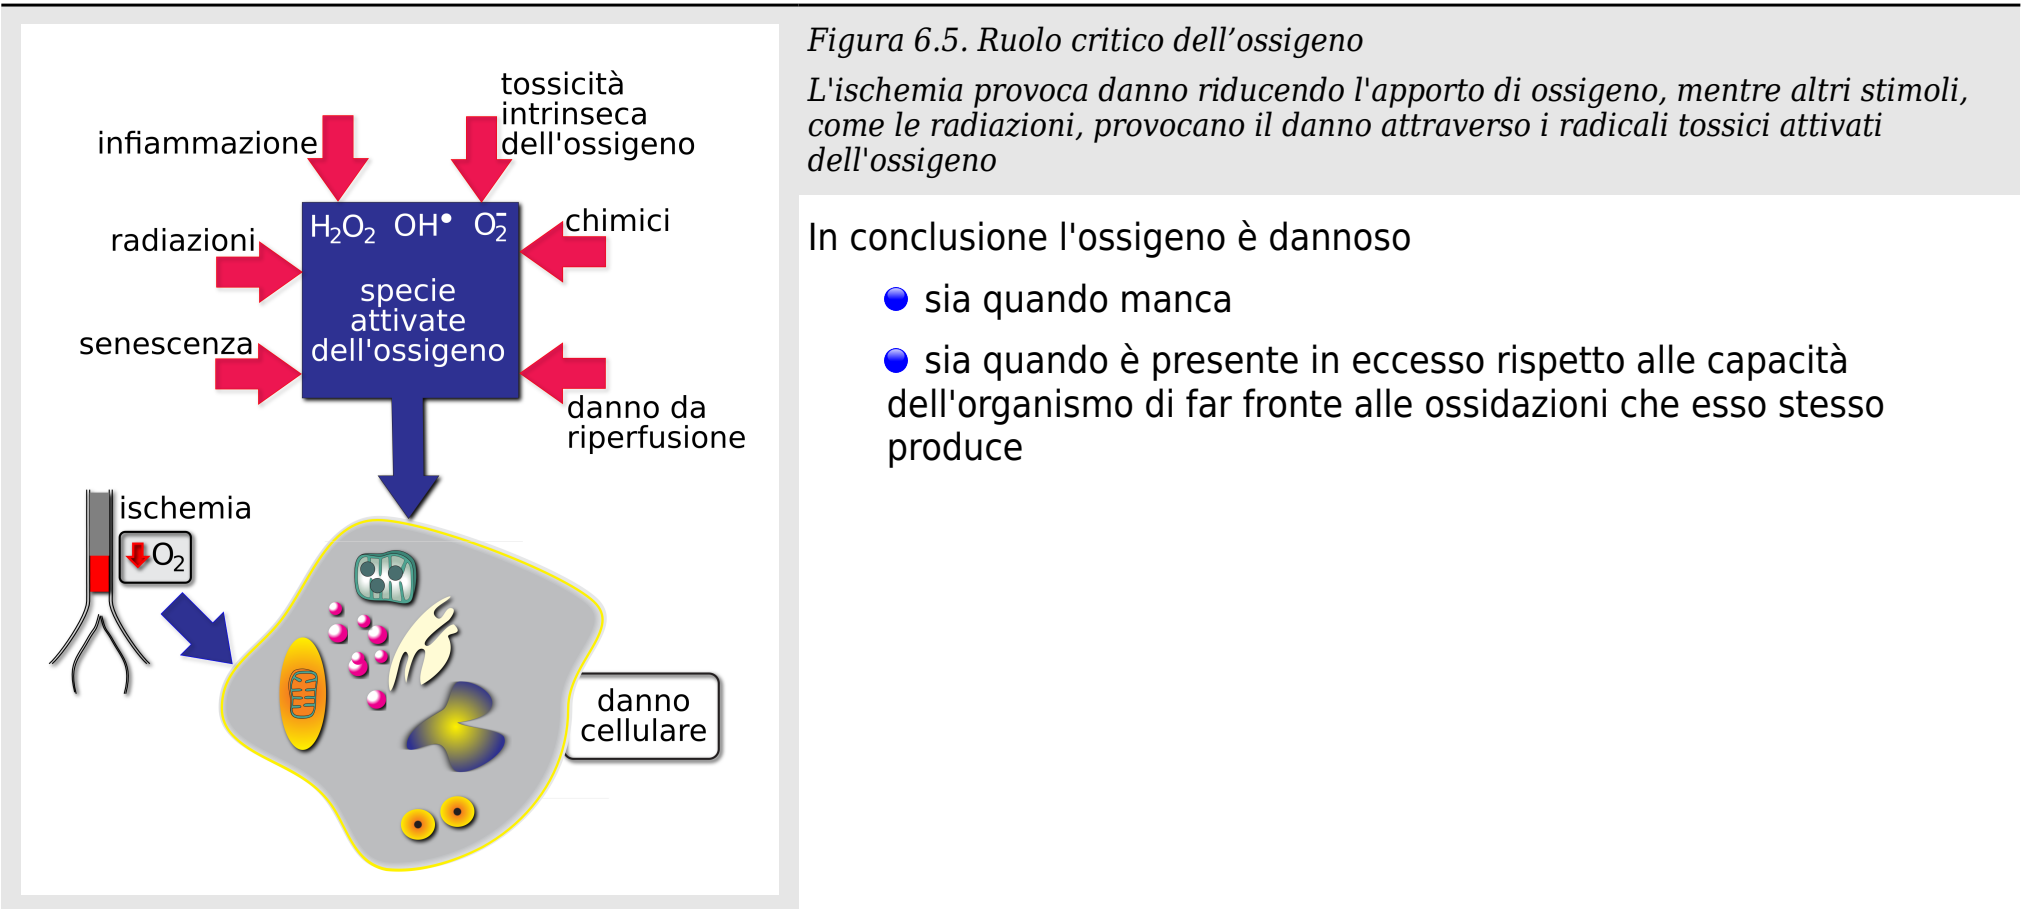 tossicità
intrinseca
dell'ossigeno
infiammazione
H₂O₂ OH• O₂⁻
chimici
radiazioni
specie
attivate
dell'ossigeno
senescenza
danno da
riperfusione
ischemia
O₂
danno
cellulare
Figura 6.5. Ruolo critico dell’ossigeno
L'ischemia provoca danno riducendo l'apporto di ossigeno, mentre altri stimoli,
come le radiazioni, provocano il danno attraverso i radicali tossici attivati
dell'ossigeno
In conclusione l'ossigeno è dannoso
sia quando manca
sia quando è presente in eccesso rispetto alle capacità
dell'organismo di far fronte alle ossidazioni che esso stesso
produce